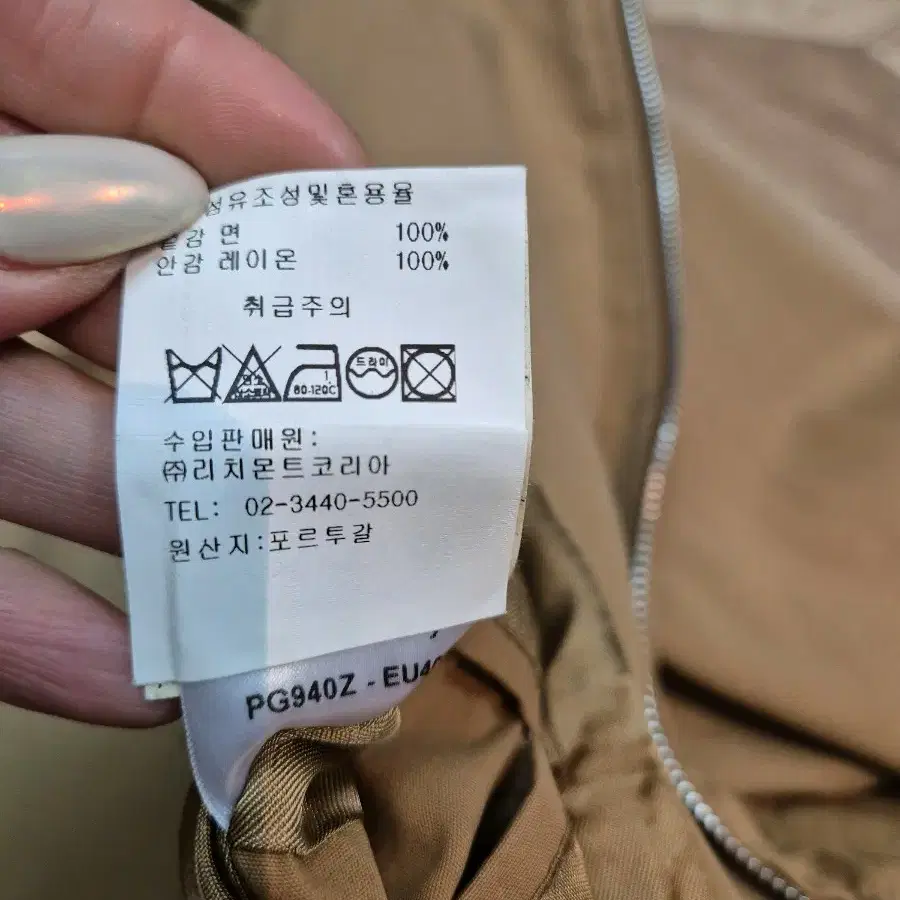 섬유조성및혼용율
겉감 면 100%
안감 레이온 100%
취급주의
80-120C
드라이
수입판매원:
㈜리치몬트코리아
TEL: 02-3440-5500
원산지:포르투갈
PG940Z - EU